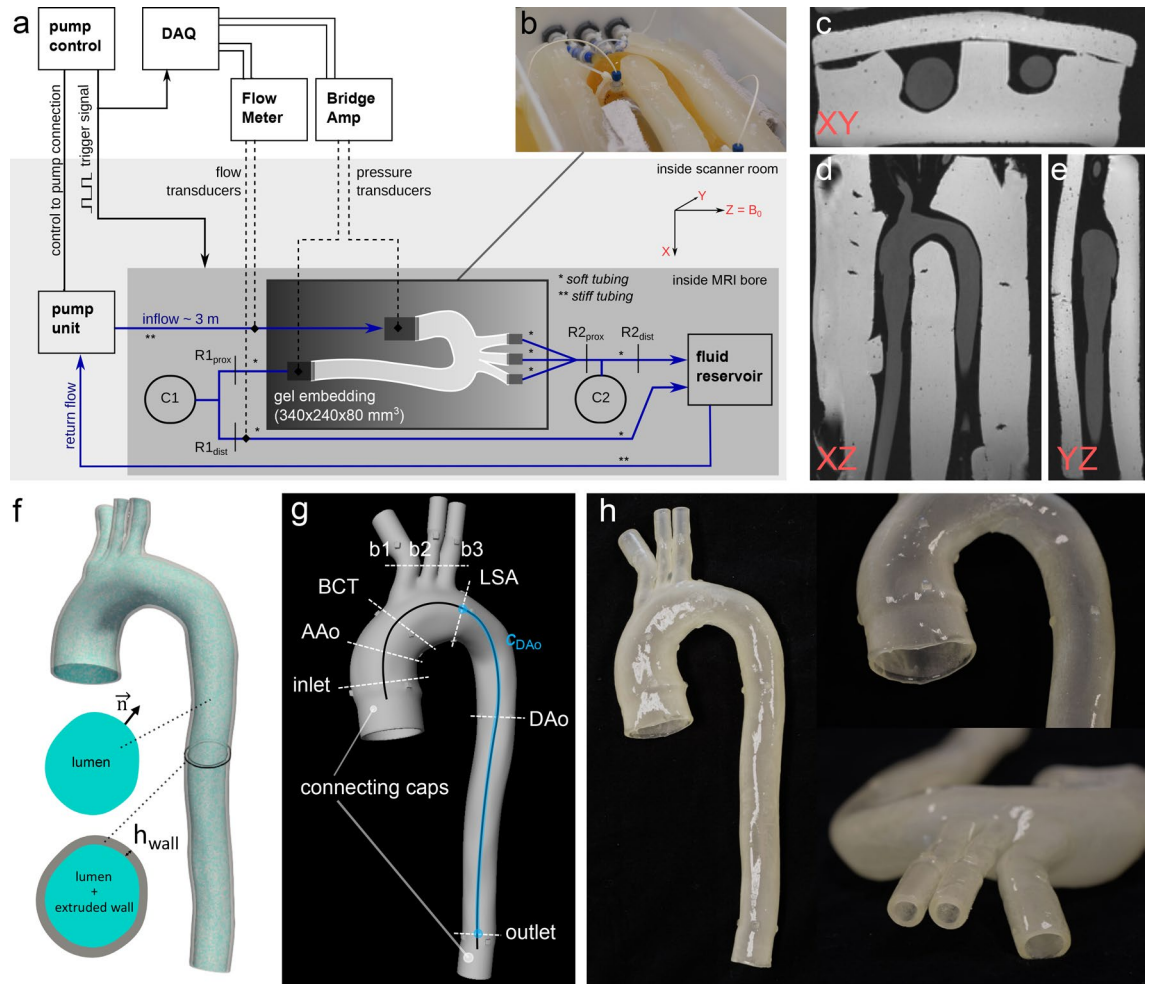 a
pump
control
DAQ
Flow
Meter
Bridge
Amp
control to pump connection
trigger signal
flow
transducers
pressure
transducers
inside scanner room
Y
Z = B₀
X
inside MRI bore
* soft tubing
** stiff tubing
pump
unit
inflow ~ 3 m
**
R1prox
*
C1
R1dist
*
gel embedding
(340x240x80 mm³)
*
*
*
R2prox
*
R2dist
C2
fluid
reservoir
*
**
return flow
b
c
XY
d
XZ
e
YZ
f
n
lumen
hwall
lumen
+
extruded wall
g
b1
b2
b3
LSA
BCT
cDAo
AAo
inlet
DAo
connecting caps
outlet
h